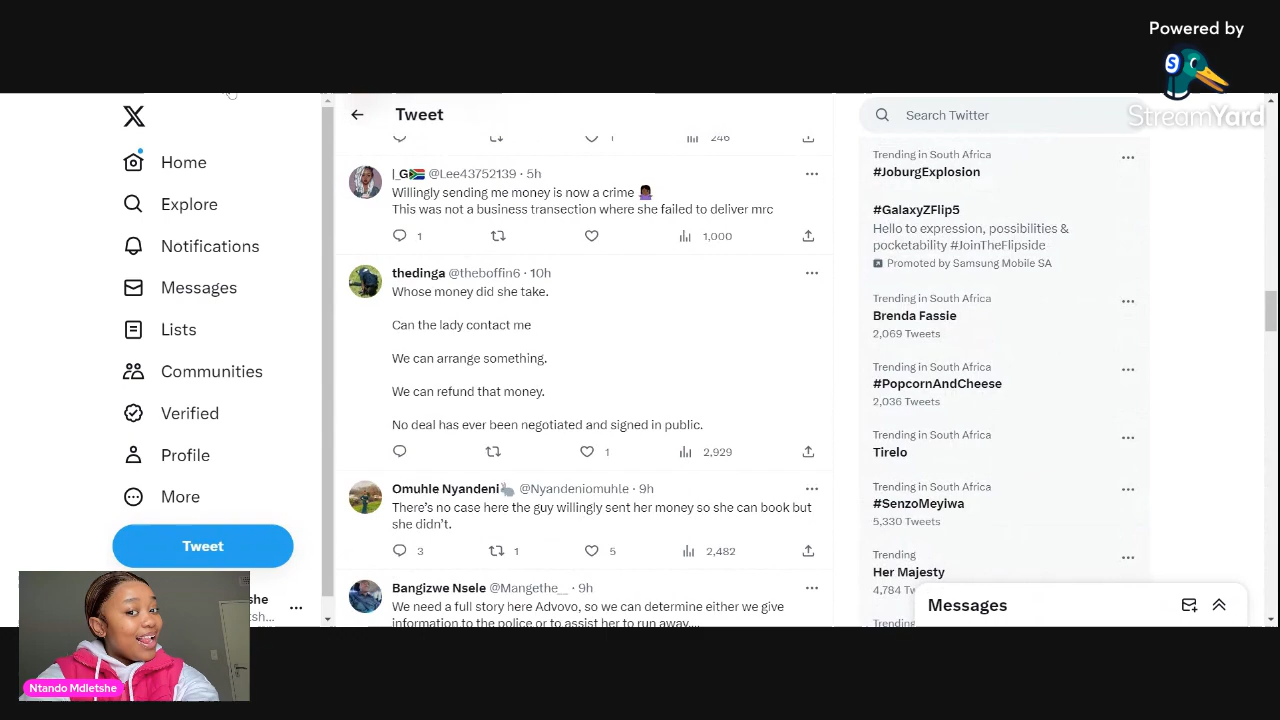 Powered by
StreamYard
Home
Explore
Notifications
Messages
Lists
Communities
Verified
Profile
More
Tweet
she
sh...
Ntando Mdletshe
Tweet
1
246
|_G🇿🇦 @Lee43752139 · 5h
Willingly sending me money is now a crime 🤷🏿‍♀️
This was not a business transection where she failed to deliver mrc
1
1,000
thedinga @theboffin6 · 10h
Whose money did she take.
Can the lady contact me
We can arrange something.
We can refund that money.
No deal has ever been negotiated and signed in public.
1
2,929
Omuhle Nyandeni🐘 @Nyandeniomuhle · 9h
There's no case here the guy willingly sent her money so she can book but
she didn't.
3
1
5
2,482
Bangizwe Nsele @Mangethe__ · 9h
We need a full story here Advovo, so we can determine either we give
information to the police or to assist her to run away....
Search Twitter
Trending in South Africa
#JoburgExplosion
#GalaxyZFlip5
Hello to expression, possibilities &
pocketability #JoinTheFlipside
Promoted by Samsung Mobile SA
Trending in South Africa
Brenda Fassie
2,069 Tweets
Trending in South Africa
#PopcornAndCheese
2,036 Tweets
Trending in South Africa
Tirelo
Trending in South Africa
#SenzoMeyiwa
5,330 Tweets
Trending
Her Majesty
4,784 
Messages
Trending